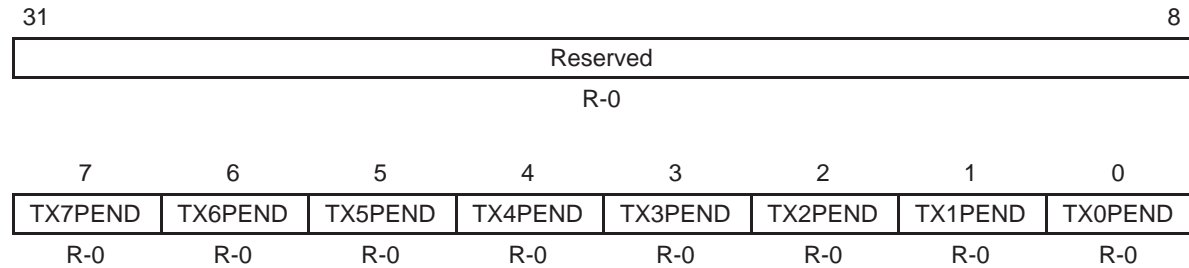 31 8
Reserved
R-0
7 6 5 4 3 2 1 0
TX7PEND TX6PEND TX5PEND TX4PEND TX3PEND TX2PEND TX1PEND TX0PEND
R-0 R-0 R-0 R-0 R-0 R-0 R-0 R-0